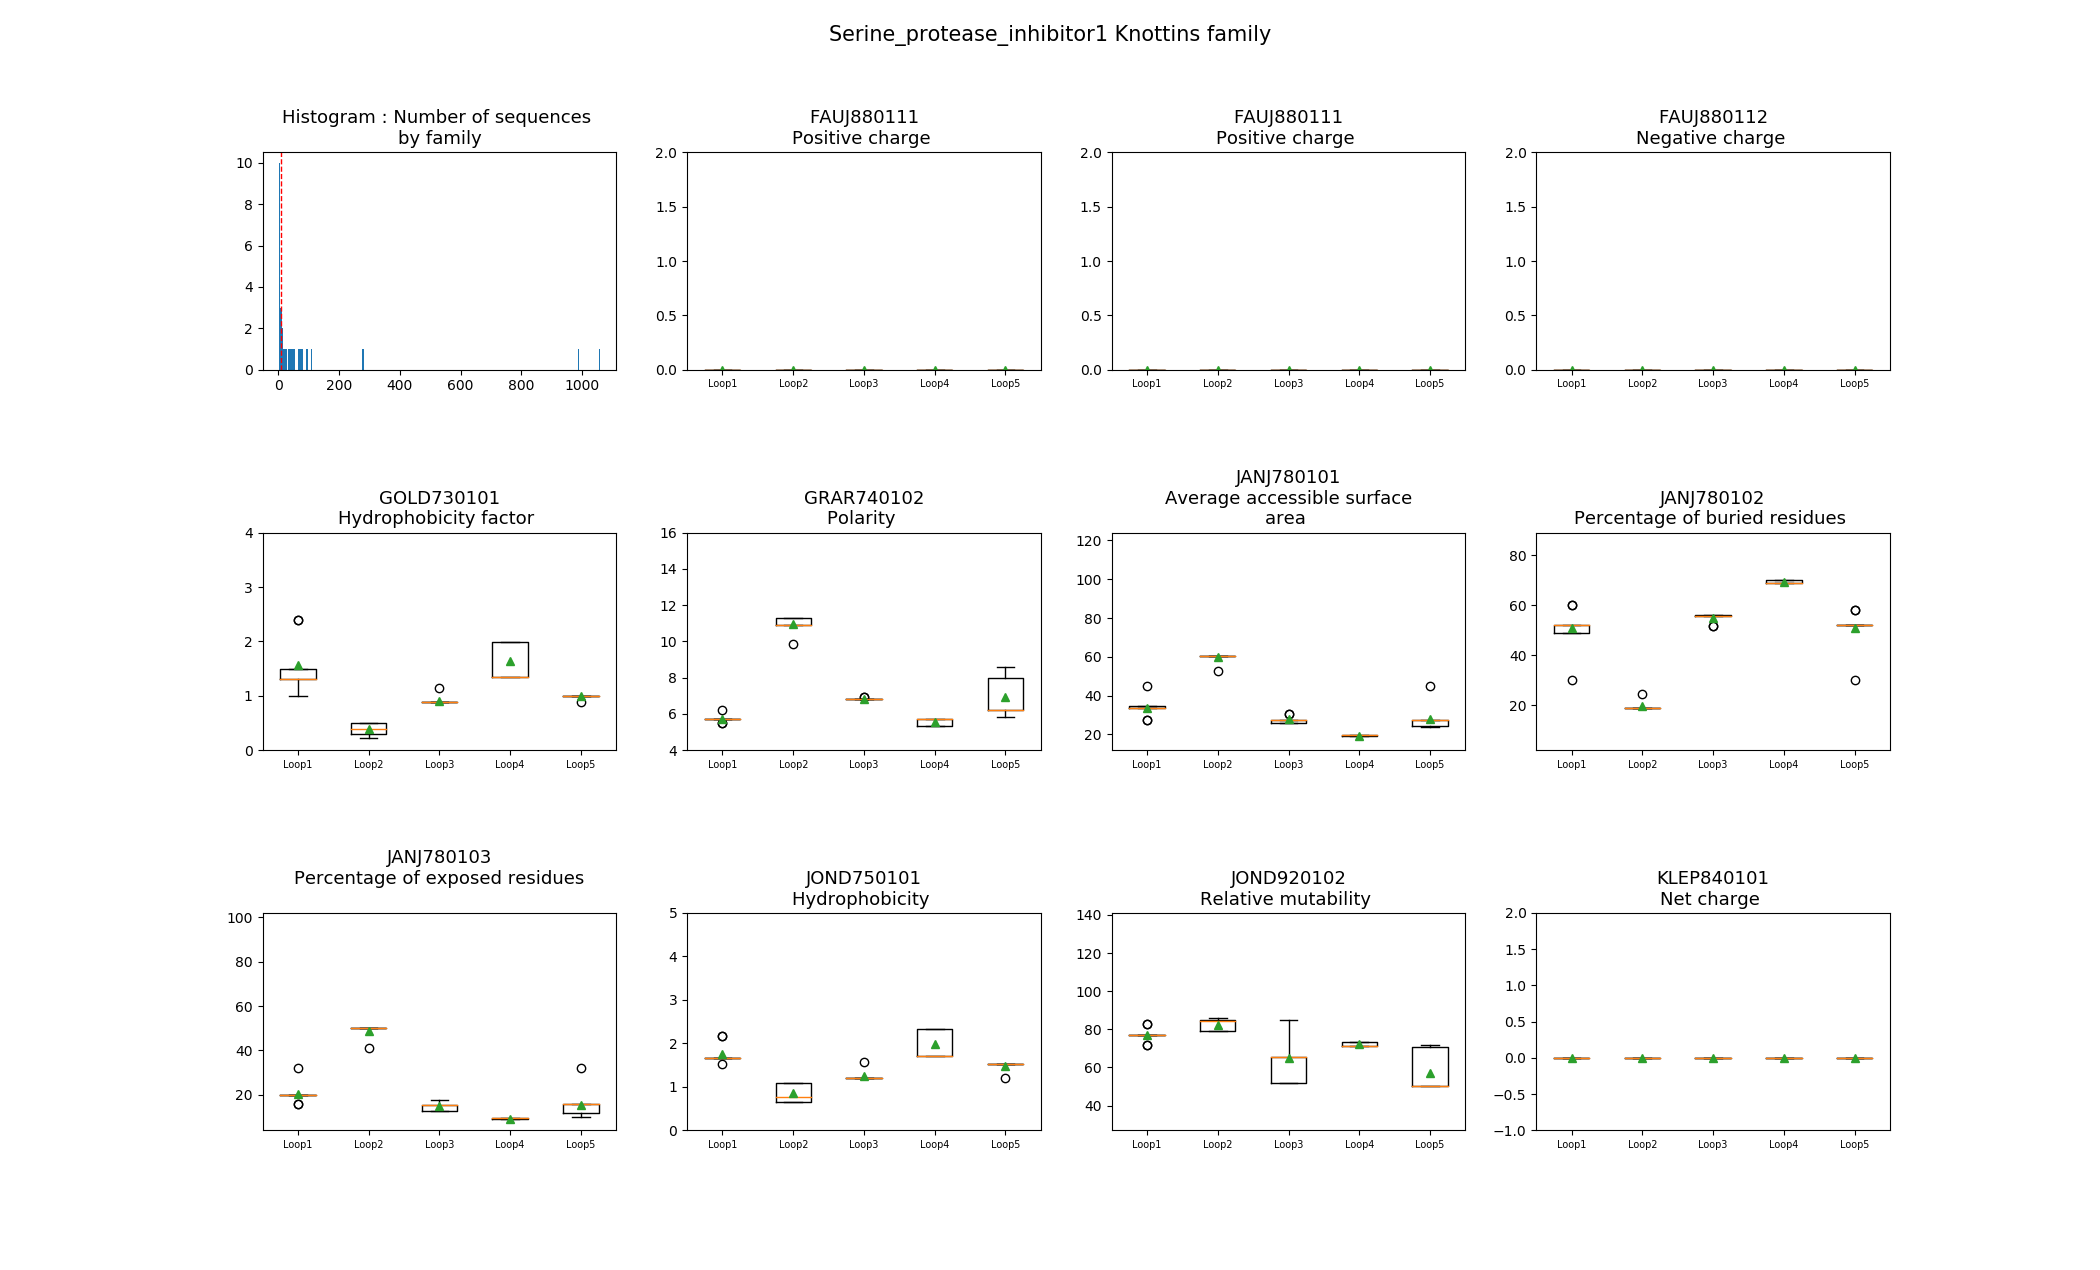 Serine_protease_inhibitor1 Knottins family
Histogram : Number of sequences
by family
10
8
6
4
2
0
0 200 400 600 800 1000
FAUJ880111
Positive charge
2.0
1.5
1.0
0.5
0.0
Loop1 Loop2 Loop3 Loop4 Loop5
FAUJ880111
Positive charge
2.0
1.5
1.0
0.5
0.0
Loop1 Loop2 Loop3 Loop4 Loop5
FAUJ880112
Negative charge
2.0
1.5
1.0
0.5
0.0
Loop1 Loop2 Loop3 Loop4 Loop5
GOLD730101
Hydrophobicity factor
4
3
2
1
0
Loop1 Loop2 Loop3 Loop4 Loop5
GRAR740102
Polarity
16
14
12
10
8
6
4
Loop1 Loop2 Loop3 Loop4 Loop5
JANJ780101
Average accessible surface
area
120
100
80
60
40
20
Loop1 Loop2 Loop3 Loop4 Loop5
JANJ780102
Percentage of buried residues
80
60
40
20
Loop1 Loop2 Loop3 Loop4 Loop5
JANJ780103
Percentage of exposed residues
100
80
60
40
20
Loop1 Loop2 Loop3 Loop4 Loop5
JOND750101
Hydrophobicity
5
4
3
2
1
0
Loop1 Loop2 Loop3 Loop4 Loop5
JOND920102
Relative mutability
140
120
100
80
60
40
Loop1 Loop2 Loop3 Loop4 Loop5
KLEP840101
Net charge
2.0
1.5
1.0
0.5
0.0
−0.5
−1.0
Loop1 Loop2 Loop3 Loop4 Loop5